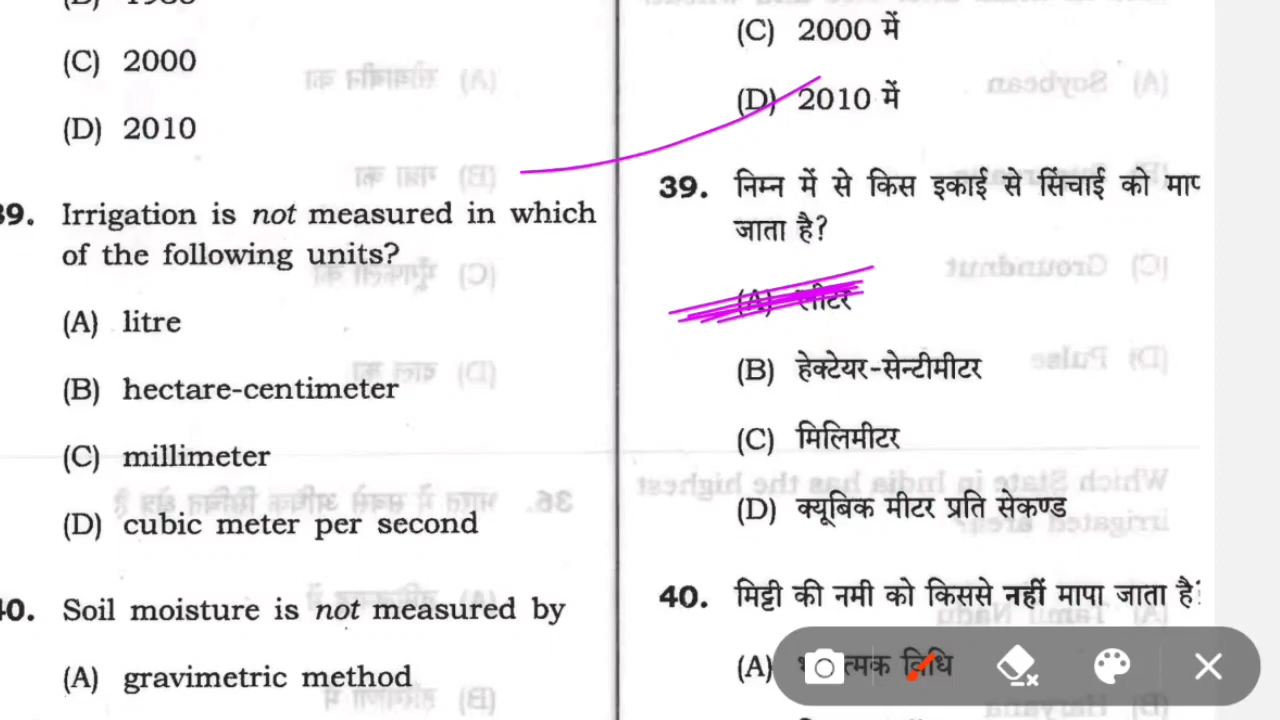 (C) 2000
(D) 2010
39. Irrigation is not measured in which
of the following units?
(A) litre
(B) hectare-centimeter
(C) millimeter
(D) cubic meter per second
40. Soil moisture is not measured by
(A) gravimetric method
(C) 2000 में
(D) 2010 में
39. निम्न में से किस इकाई से सिंचाई को
जाता है?
(A) लीटर
(B) हेक्टेयर-सेन्टीमीटर
(C) मिलिमीटर
(D) क्यूबिक मीटर प्रति सेकण्ड
40. मिट्टी की नमी को किससे नहीं मापा जाता है
(A) विधि